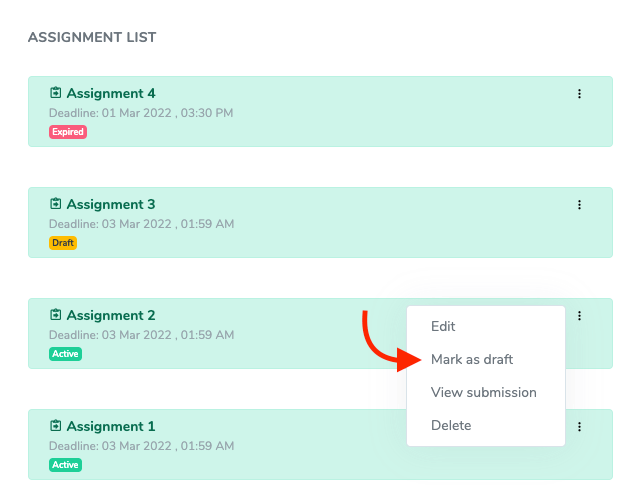 ASSIGNMENT LIST
Assignment 4
Deadline: 01 Mar 2022 , 03:30 PM
Expired
Assignment 3
Deadline: 03 Mar 2022 , 01:59 AM
Draft
Assignment 2
Deadline: 03 Mar 2022 , 01:59 AM
Active
Edit
Mark as draft
View submission
Delete
Assignment 1
Deadline: 03 Mar 2022 , 01:59 AM
Active